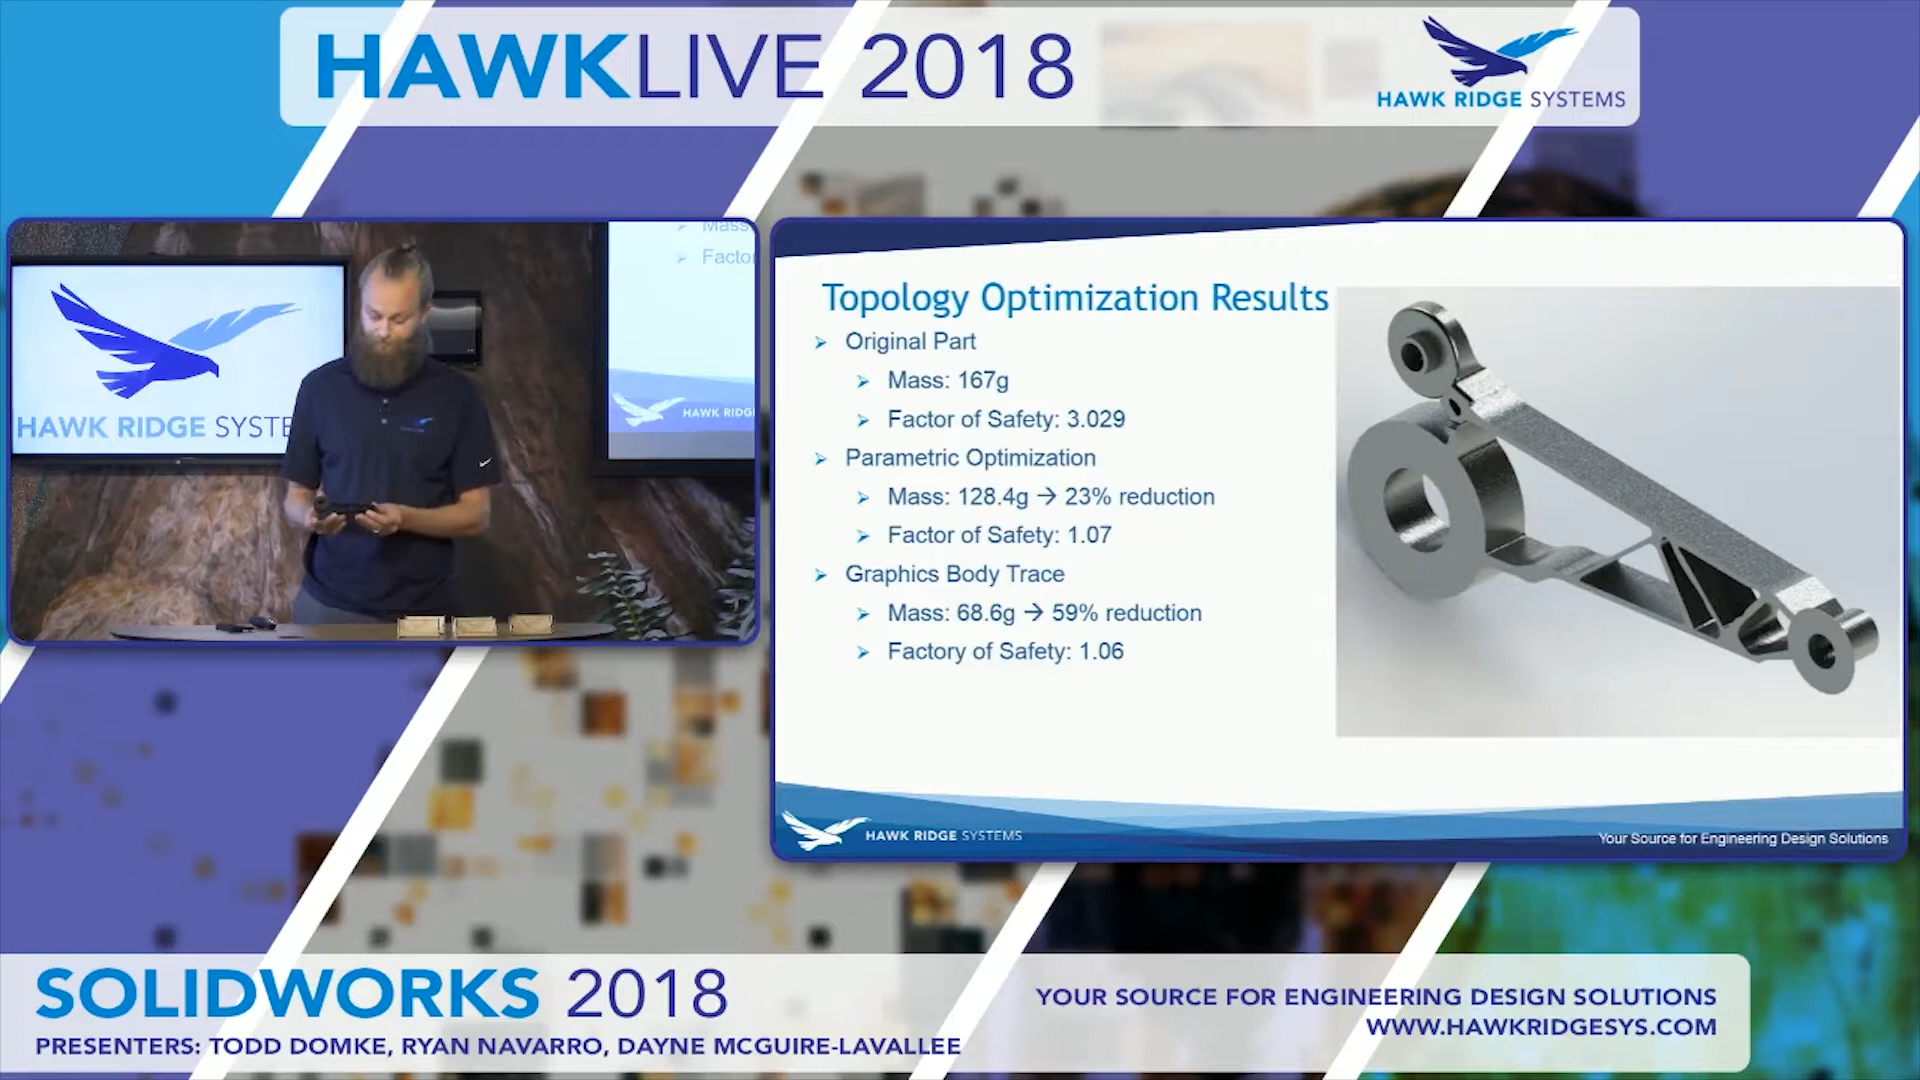 HAWKLIVE 2018
HAWK RIDGE SYSTEMS
Mass
Factor
HAWK RIDGE SYSTE
HAWK RIDG
Topology Optimization Results
Original Part
Mass: 167g
Factor of Safety: 3.029
Parametric Optimization
Mass: 128.4g → 23% reduction
Factor of Safety: 1.07
Graphics Body Trace
Mass: 68.6g → 59% reduction
Factory of Safety: 1.06
HAWK RIDGE SYSTEMS
Your Source for Engineering Design Solutions
SOLIDWORKS 2018
PRESENTERS: TODD DOMKE, RYAN NAVARRO, DAYNE MCGUIRE-LAVALLEE
YOUR SOURCE FOR ENGINEERING DESIGN SOLUTIONS
WWW.HAWKRIDGESYS.COM